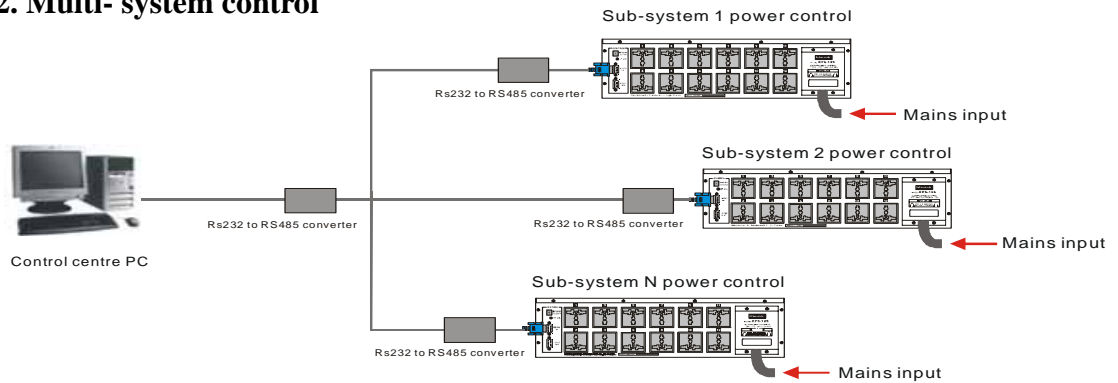 2. Multi- system control
Sub-system 1 power control
Rs232 to RS485 converter
Mains input
Sub-system 2 power control
Rs232 to RS485 converter
Rs232 to RS485 converter
Mains input
Control centre PC
Sub-system N power control
Rs232 to RS485 converter
Mains input